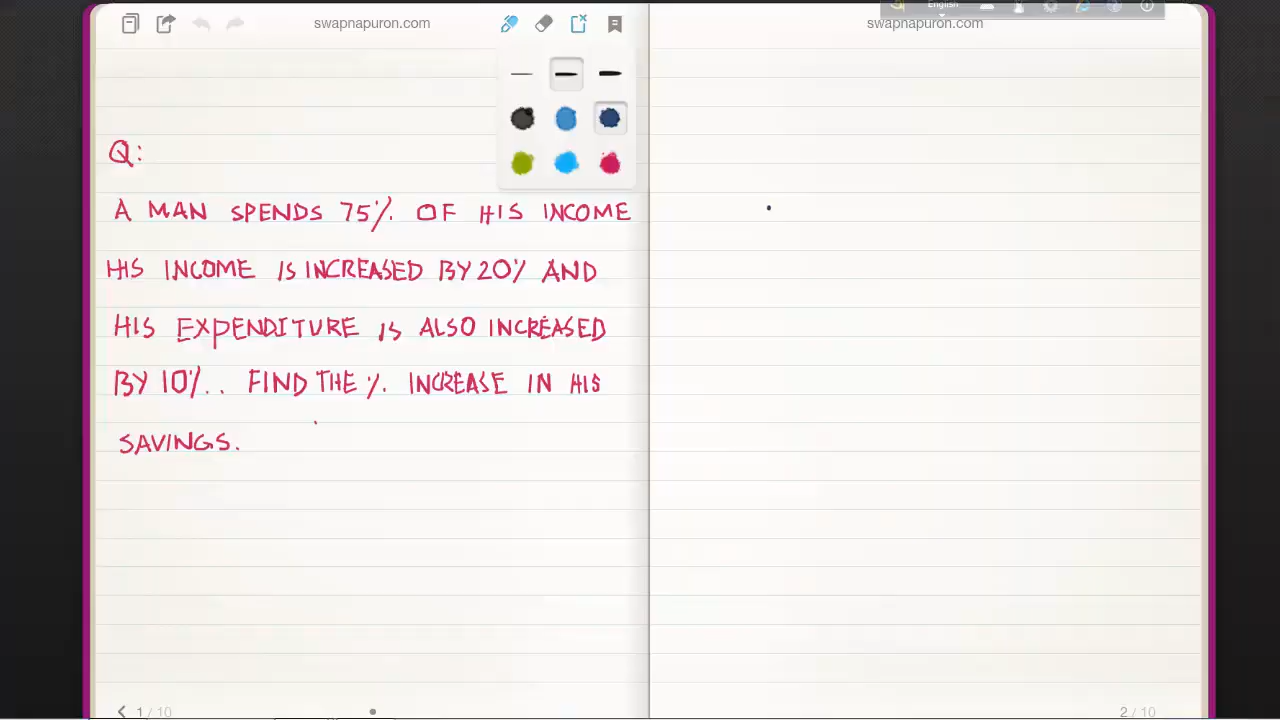 swapnapuron.com
swapnapuron.com
English
Q:
A MAN SPENDS 75%. OF HIS INCOME
HIS INCOME IS INCREASED BY 20% AND
HIS EXPENDITURE IS ALSO INCREASED
BY 10%.. FIND THE %. INCREASE IN HIS
SAVINGS.
1 / 10
2 / 10